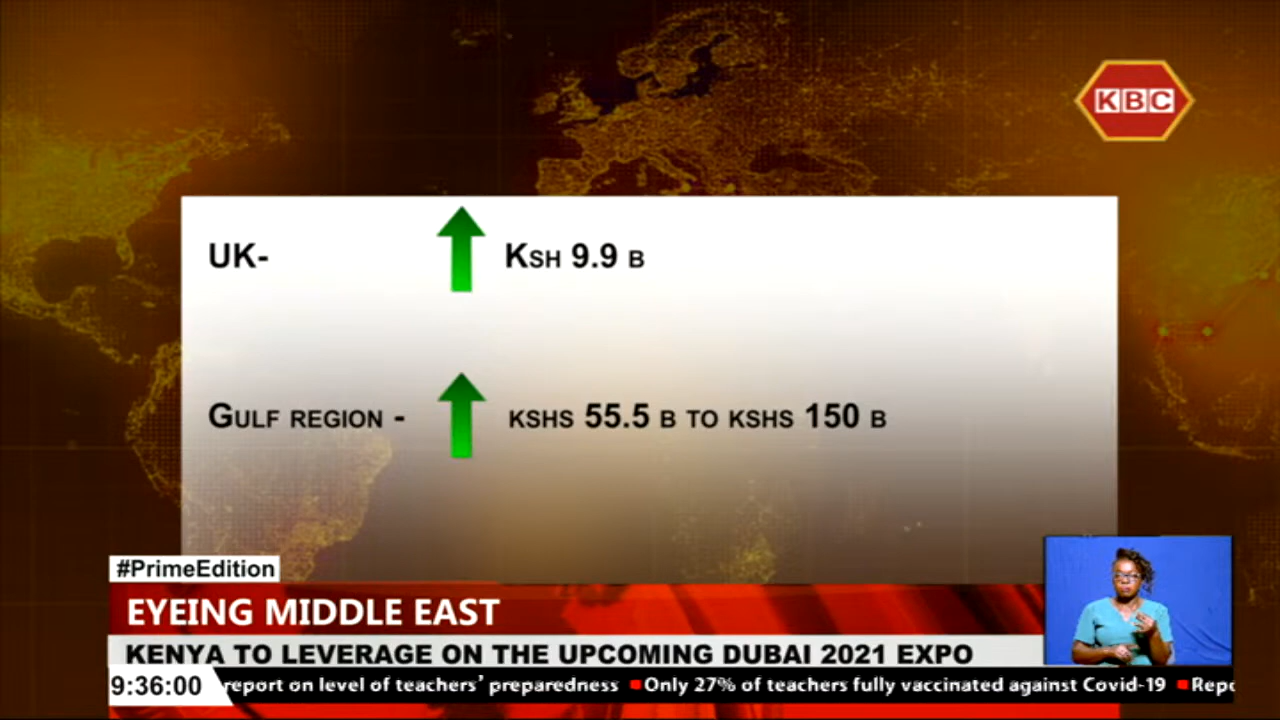 KBC
UK- KSH 9.9 B
GULF REGION - KSHS 55.5 B TO KSHS 150 B
#PrimeEdition
EYEING MIDDLE EAST
KENYA TO LEVERAGE ON THE UPCOMING DUBAI 2021 EXPO
9:36:00 report on level of teachers' preparedness Only 27% of teachers fully vaccinated against Covid-19